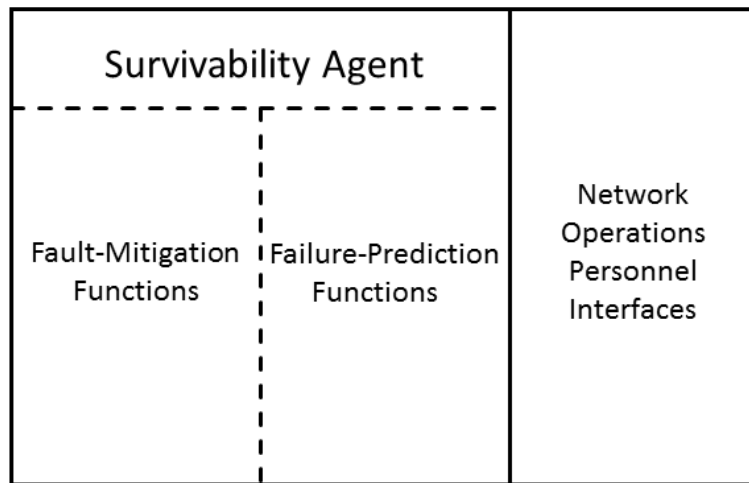 Survivability Agent
Fault-Mitigation
Functions
Failure-Prediction
Functions
Network
Operations
Personnel
Interfaces